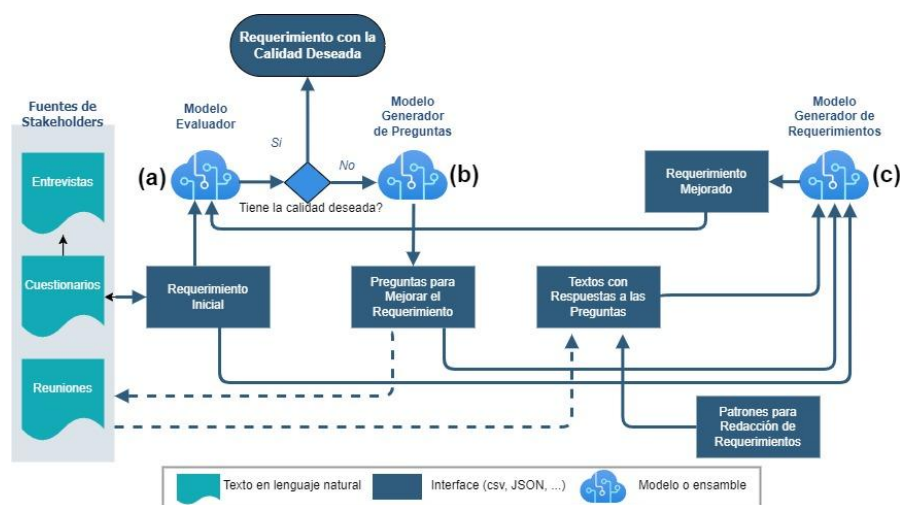 Requerimiento con la
Calidad Deseada
Fuentes de
Stakeholders
Modelo
Evaluador
Modelo
Generador
de Preguntas
Modelo
Generador de
Requerimientos
Si
No
(a)
(b)
(c)
Tiene la calidad deseada?
Entrevistas
Requerimiento
Mejorado
Cuestionarios
Requerimiento
Inicial
Preguntas para
Mejorar el
Requerimiento
Textos con
Respuestas a las
Preguntas
Reuniones
Patrones para
Redacción de
Requerimientos
Texto en lenguaje natural
Interface (csv, JSON, ...)
Modelo o ensamble